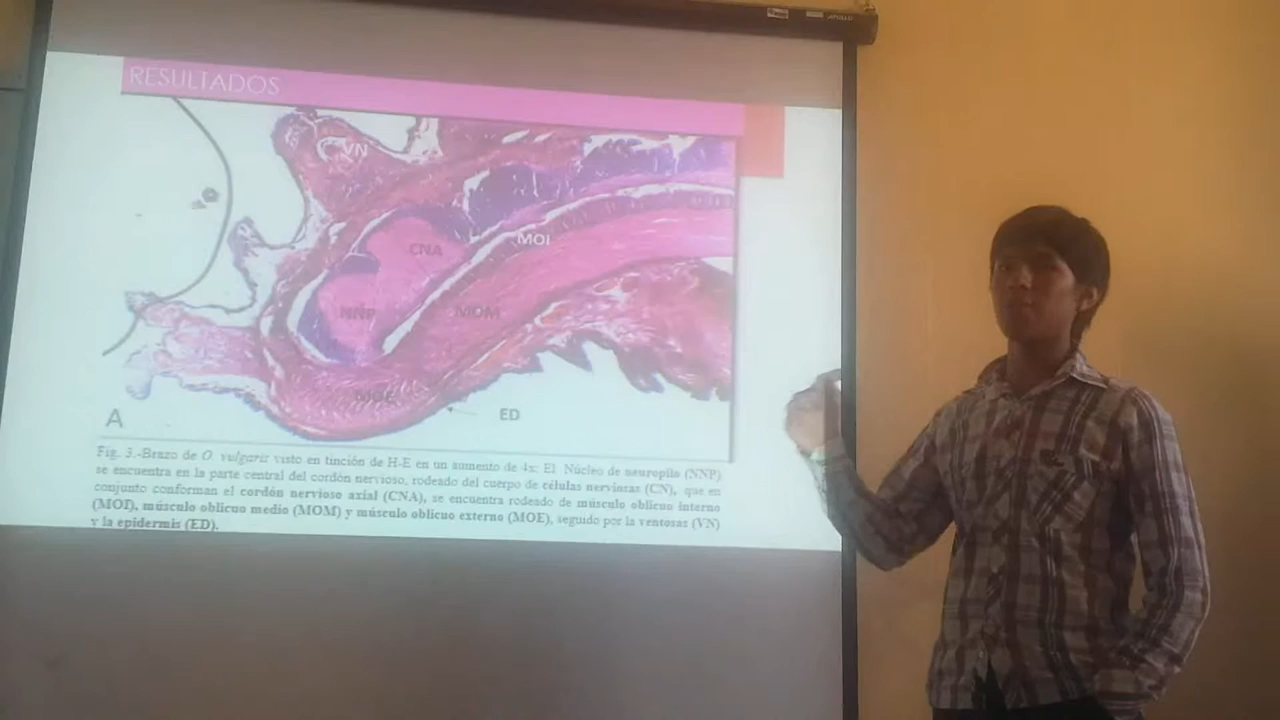 APOLLO
RESULTADOS
VN
CNA
MOI
NNP
MOM
MOE
ED
A
Fig. 3.-Brazo de O. vulgaris visto en tinción de H-E en un aumento de 4x; El Núcleo de neuropilo (NNP)
se encuentra en la parte central del cordón nervioso, rodeado del cuerpo de células nerviosas (CN), que en
conjunto conforman el cordón nervioso axial (CNA), se encuentra rodeado de músculo oblicuo interno
(MOI), músculo oblicuo medio (MOM) y músculo oblicuo externo (MOE), seguido por la ventosas (VN)
y la epidermis (ED).